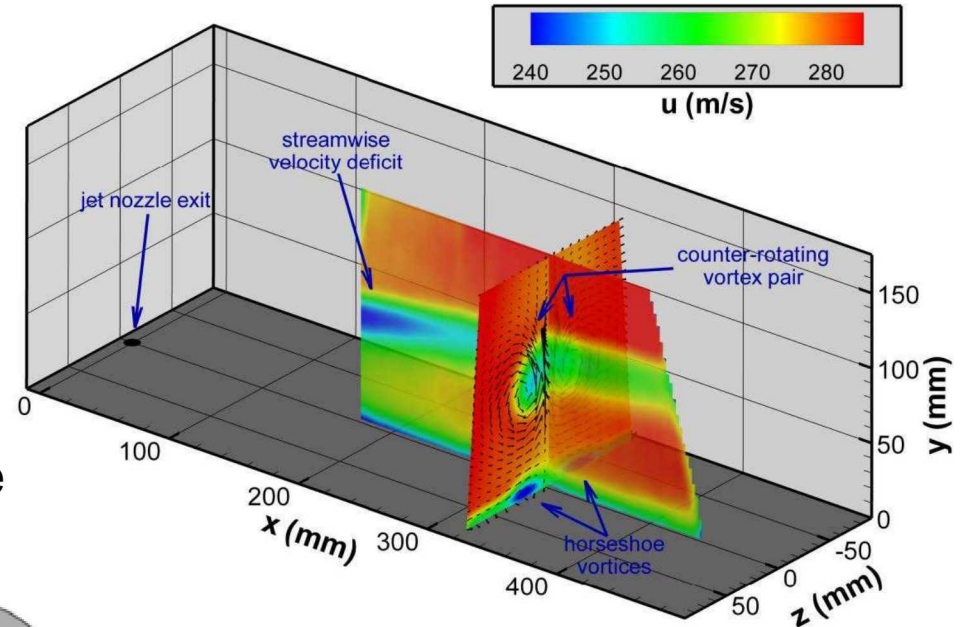 240 250 260 270 280
u (m/s)
streamwise
velocity deficit
jet nozzle exit
counter-rotating
vortex pair
150
100
50
0
y (mm)
0
100
200
300
400
x (mm)
-50
0
50
z (mm)
horseshoe
vortices
e